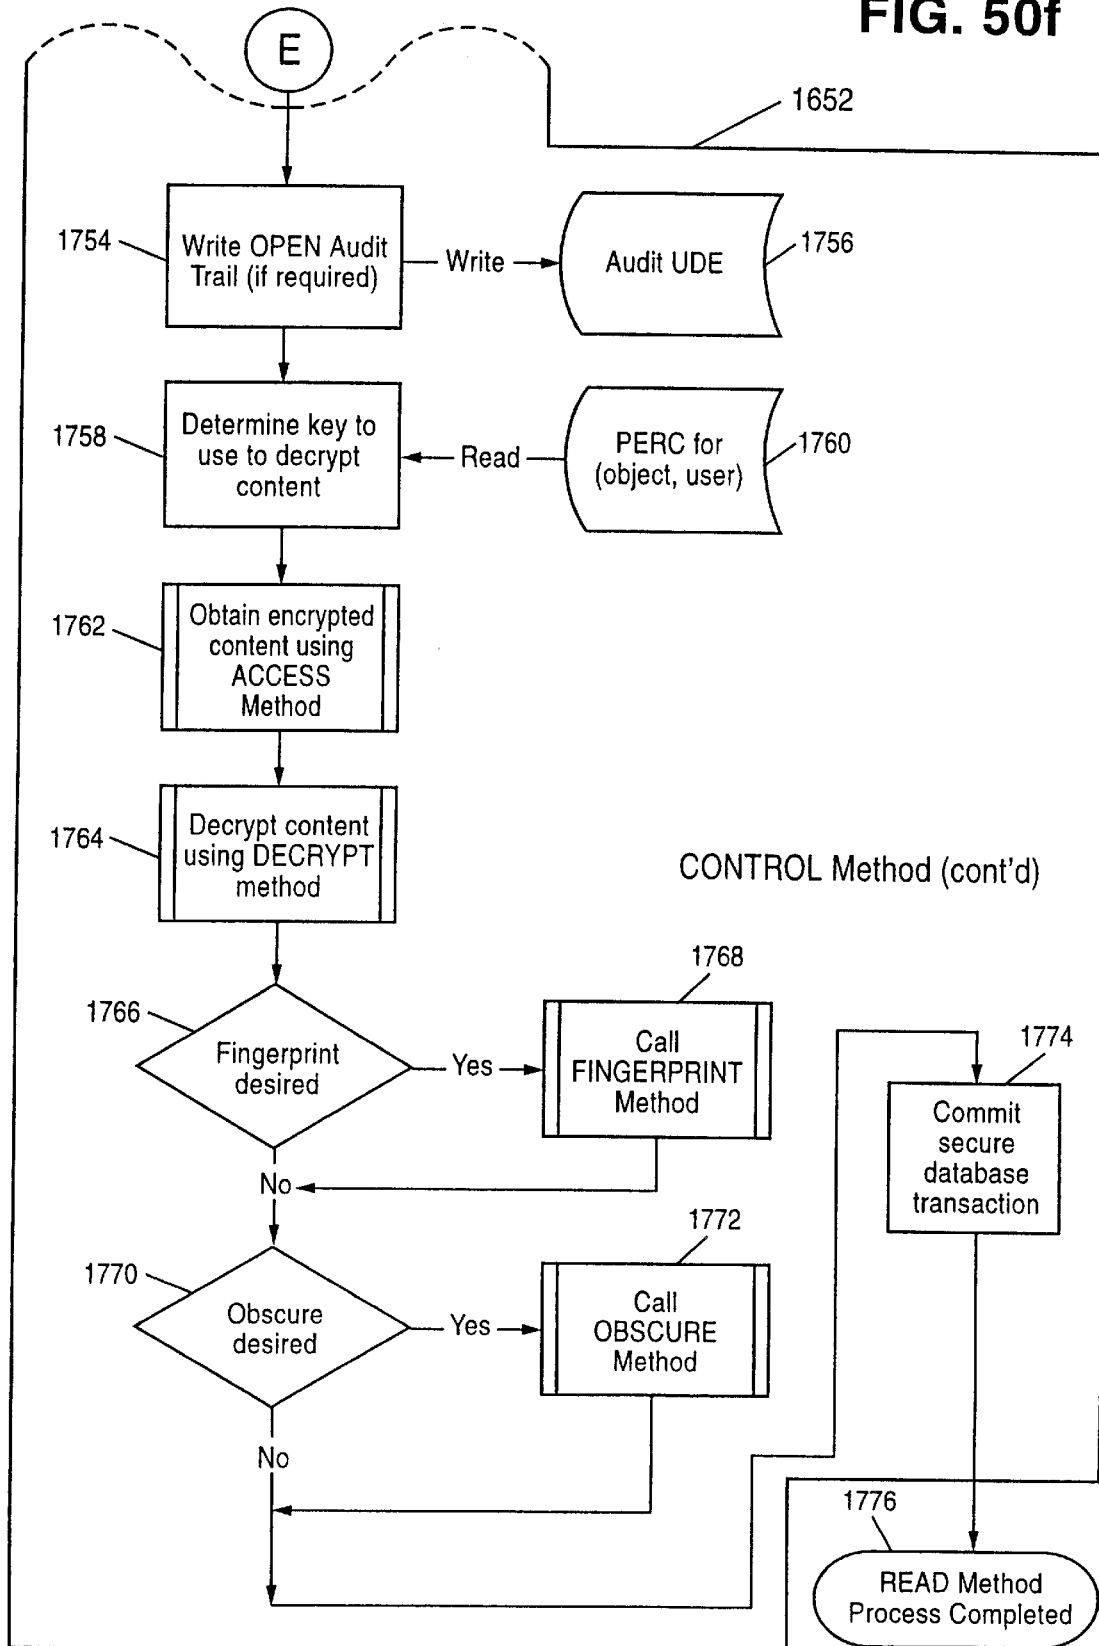 FIG. 50f
E
1652
1754
Write OPEN Audit
Trail (if required)
Write
Audit UDE
1756
1758
Determine key to
use to decrypt
content
Read
PERC for
(object, user)
1760
1762
Obtain encrypted
content using
ACCESS
Method
1764
Decrypt content
using DECRYPT
method
CONTROL Method (cont'd)
1766
Fingerprint
desired
Yes
1768
Call
FINGERPRINT
Method
No
1770
Obscure
desired
Yes
1772
Call
OBSCURE
Method
No
1774
Commit
secure
database
transaction
1776
READ Method
Process Completed